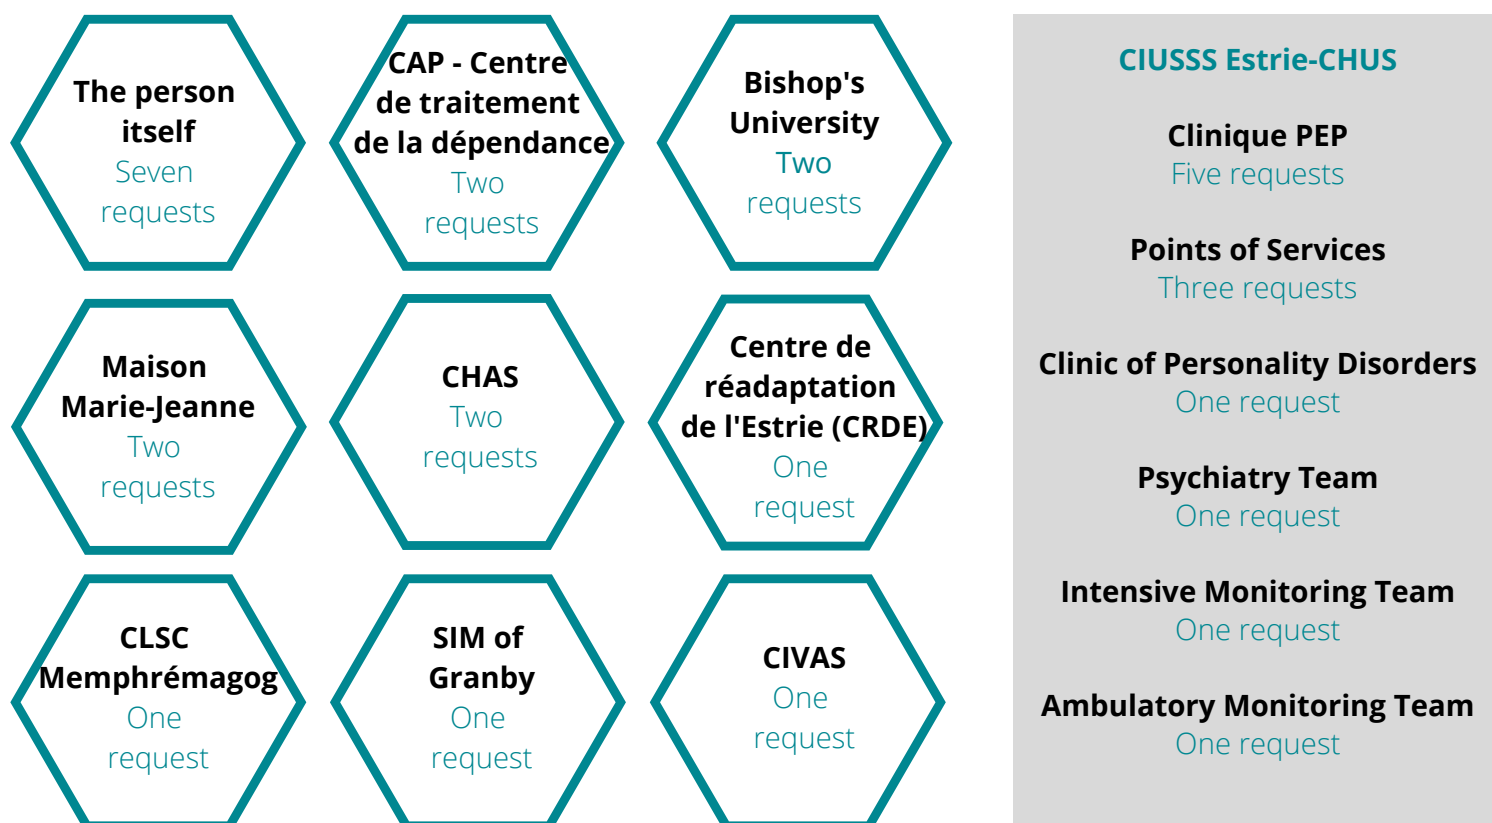 The person
itself
Seven
requests
CAP - Centre
de traitement
de la dépendance
Two
requests
Bishop's
University
Two
requests
Maison
Marie-Jeanne
Two
requests
CHAS
Two
requests
Centre de
réadaptation
de l'Estrie (CRDE)
One
request
CLSC
Memphrémagog
One
request
SIM of
Granby
One
request
CIVAS
One
request
CIUSSS Estrie-CHUS
Clinique PEP
Five requests
Points of Services
Three requests
Clinic of Personality Disorders
One request
Psychiatry Team
One request
Intensive Monitoring Team
One request
Ambulatory Monitoring Team
One request